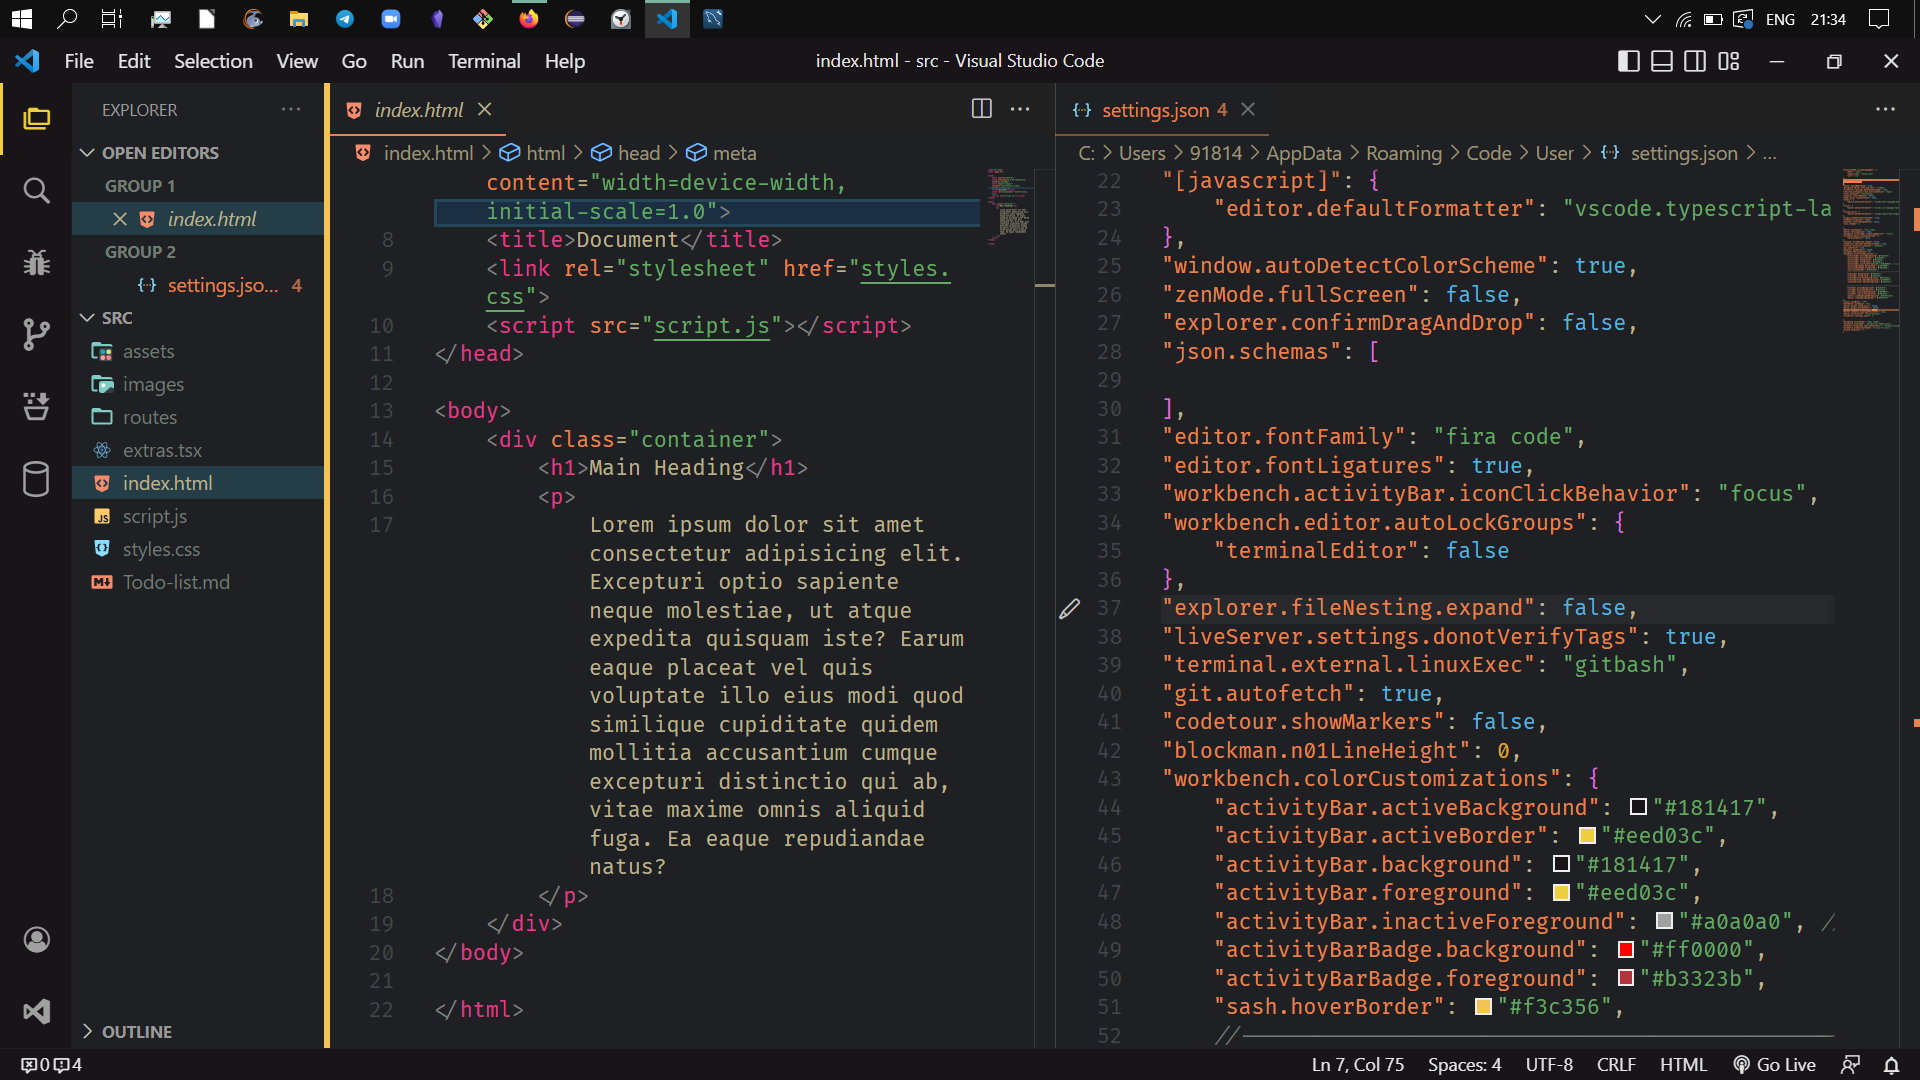 ENG
21:34
File Edit Selection View Go Run Terminal Help
index.html - src - Visual Studio Code
EXPLORER
OPEN EDITORS
GROUP 1
index.html
GROUP 2
settings.jso... 4
SRC
assets
images
routes
extras.tsx
index.html
JS script.js
styles.css
M Todo-list.md
OUTLINE
index.html
index.html > html > head > meta
content="width=device-width,
initial-scale=1.0">
8 <title>Document</title>
9 <link rel="stylesheet" href="styles.
css">
10 <script src="script.js"></script>
11 </head>
12
13 <body>
14 <div class="container">
15 <h1>Main Heading</h1>
16 <p>
17 Lorem ipsum dolor sit amet
consectetur adipisicing elit.
Excepturi optio sapiente
neque molestiae, ut atque
expedita quisquam iste? Earum
eaque placeat vel quis
voluptate illo eius modi quod
similique cupiditate quidem
mollitia accusantium cumque
excepturi distinctio qui ab,
vitae maxime omnis aliquid
fuga. Ea eaque repudiandae
natus?
18 </p>
19 </div>
20 </body>
21
22 </html>
settings.json 4
C: > Users > 91814 > AppData > Roaming > Code > User > settings.json > ...
22 "[javascript]": {
23 "editor.defaultFormatter": "vscode.typescript-la
24 },
25 "window.autoDetectColorScheme": true,
26 "zenMode.fullScreen": false,
27 "explorer.confirmDragAndDrop": false,
28 "json.schemas": [
29
30 ],
31 "editor.fontFamily": "fira code",
32 "editor.fontLigatures": true,
33 "workbench.activityBar.iconClickBehavior": "focus",
34 "workbench.editor.autoLockGroups": {
35 "terminalEditor": false
36 },
37 "explorer.fileNesting.expand": false,
38 "liveServer.settings.donotVerifyTags": true,
39 "terminal.external.linuxExec": "gitbash",
40 "git.autofetch": true,
41 "codetour.showMarkers": false,
42 "blockman.n01LineHeight": 0,
43 "workbench.colorCustomizations": {
44 "activityBar.activeBackground": "#181417",
45 "activityBar.activeBorder": "#eed03c",
46 "activityBar.background": "#181417",
47 "activityBar.foreground": "#eed03c",
48 "activityBar.inactiveForeground": "#a0a0a0", //
49 "activityBarBadge.background": "#ff0000",
50 "activityBarBadge.foreground": "#b3323b",
51 "sash.hoverBorder": "#f3c356",
52 //
0 4
Ln 7, Col 75
Spaces: 4
UTF-8
CRLF
HTML
Go Live